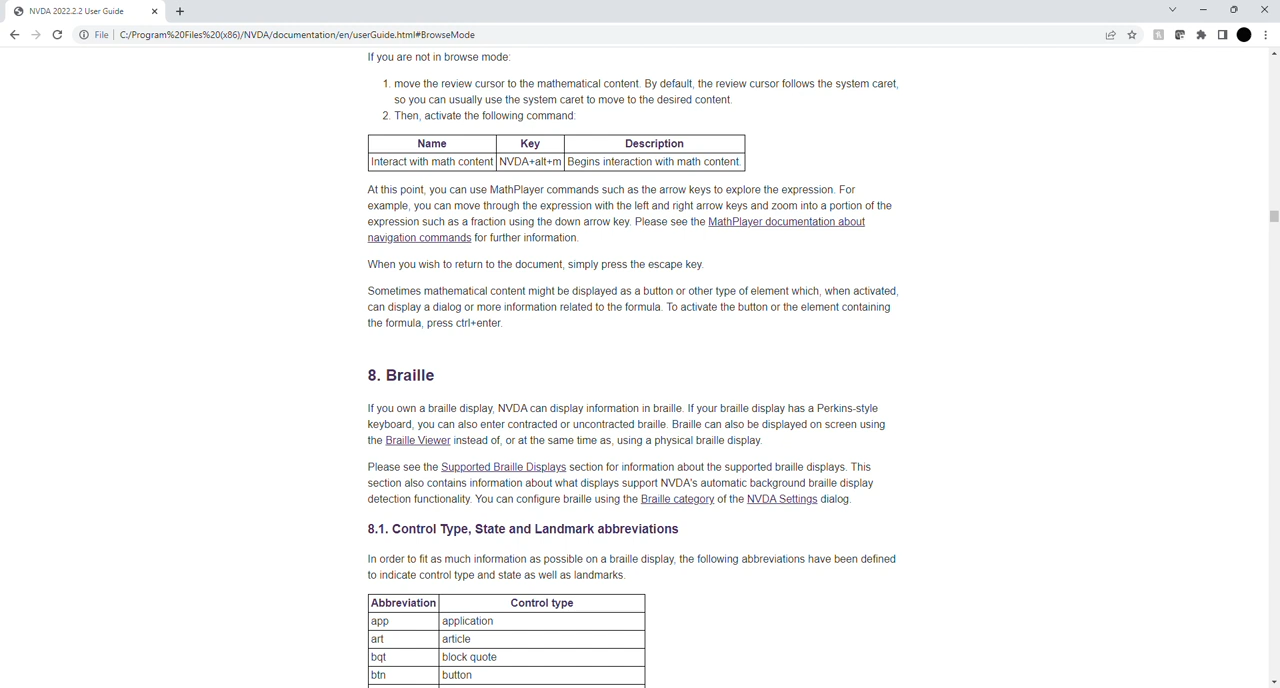 NVDA 2022.2.2 User Guide
File | C:/Program%20Files%20(x86)/NVDA/documentation/en/userGuide.html#BrowseMode
If you are not in browse mode:
1. move the review cursor to the mathematical content. By default, the review cursor follows the system caret,
so you can usually use the system caret to move to the desired content.
2. Then, activate the following command:
Name Key Description
Interact with math content NVDA+alt+m Begins interaction with math content.
At this point, you can use MathPlayer commands such as the arrow keys to explore the expression. For
example, you can move through the expression with the left and right arrow keys and zoom into a portion of the
expression such as a fraction using the down arrow key. Please see the MathPlayer documentation about
navigation commands for further information.
When you wish to return to the document, simply press the escape key.
Sometimes mathematical content might be displayed as a button or other type of element which, when activated,
can display a dialog or more information related to the formula. To activate the button or the element containing
the formula, press ctrl+enter.
8. Braille
If you own a braille display, NVDA can display information in braille. If your braille display has a Perkins-style
keyboard, you can also enter contracted or uncontracted braille. Braille can also be displayed on screen using
the Braille Viewer instead of, or at the same time as, using a physical braille display.
Please see the Supported Braille Displays section for information about the supported braille displays. This
section also contains information about what displays support NVDA's automatic background braille display
detection functionality. You can configure braille using the Braille category of the NVDA Settings dialog.
8.1. Control Type, State and Landmark abbreviations
In order to fit as much information as possible on a braille display, the following abbreviations have been defined
to indicate control type and state as well as landmarks.
Abbreviation Control type
app application
art article
bqt block quote
btn button